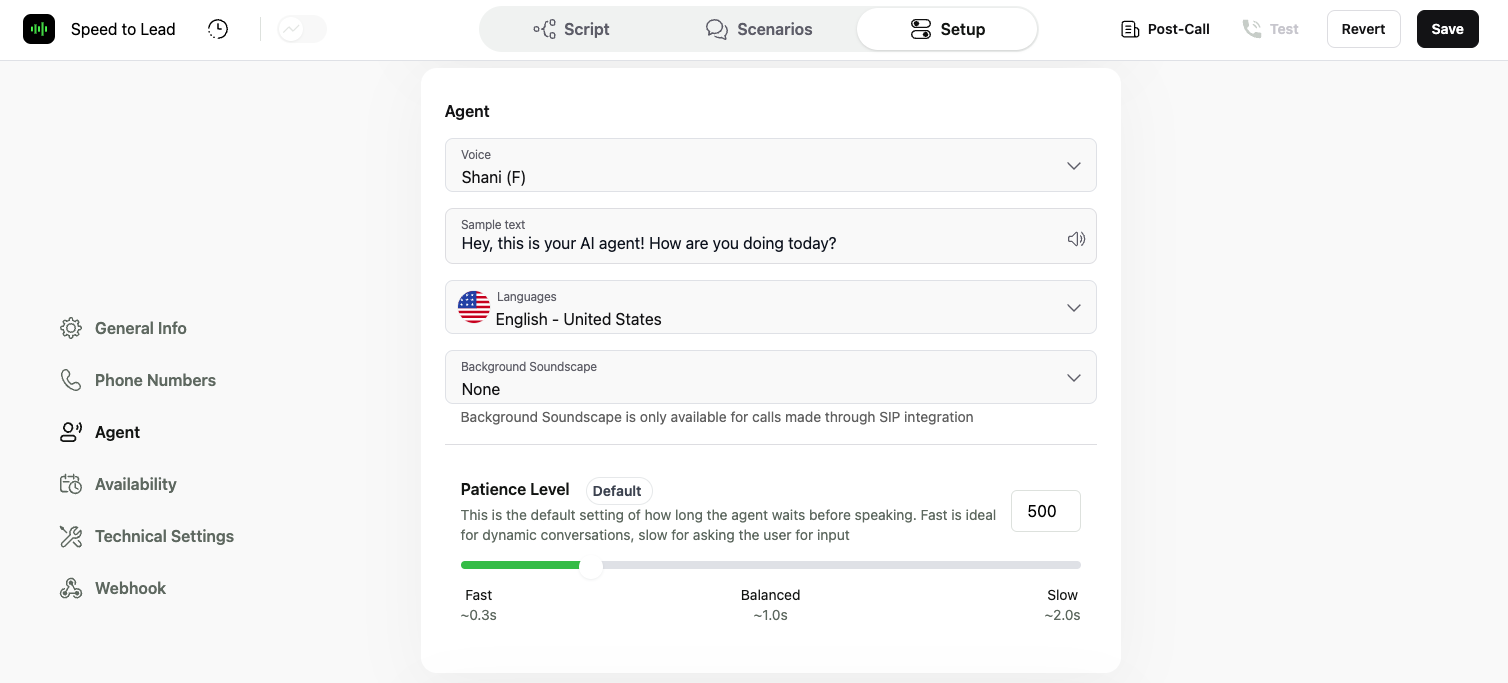 Speed to Lead
Script
Scenarios
Setup
Post-Call
Test
Revert
Save
General Info
Phone Numbers
Agent
Availability
Technical Settings
Webhook
Agent
Voice
Shani (F)
Sample text
Hey, this is your AI agent! How are you doing today?
Languages
English - United States
Background Soundscape
None
Background Soundscape is only available for calls made through SIP integration
Patience Level
Default
This is the default setting of how long the agent waits before speaking. Fast is ideal
for dynamic conversations, slow for asking the user for input
500
Fast
Balanced
Slow
~0.3s
~1.0s
~2.0s